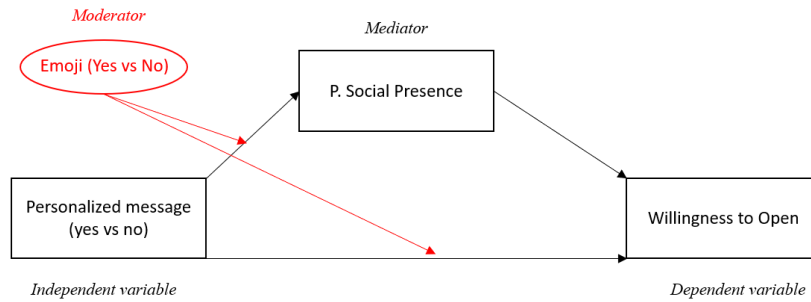 Moderator
Mediator
Emoji (Yes vs No)
P. Social Presence
Personalized message
(yes vs no)
Willingness to Open
Independent variable
Dependent variable